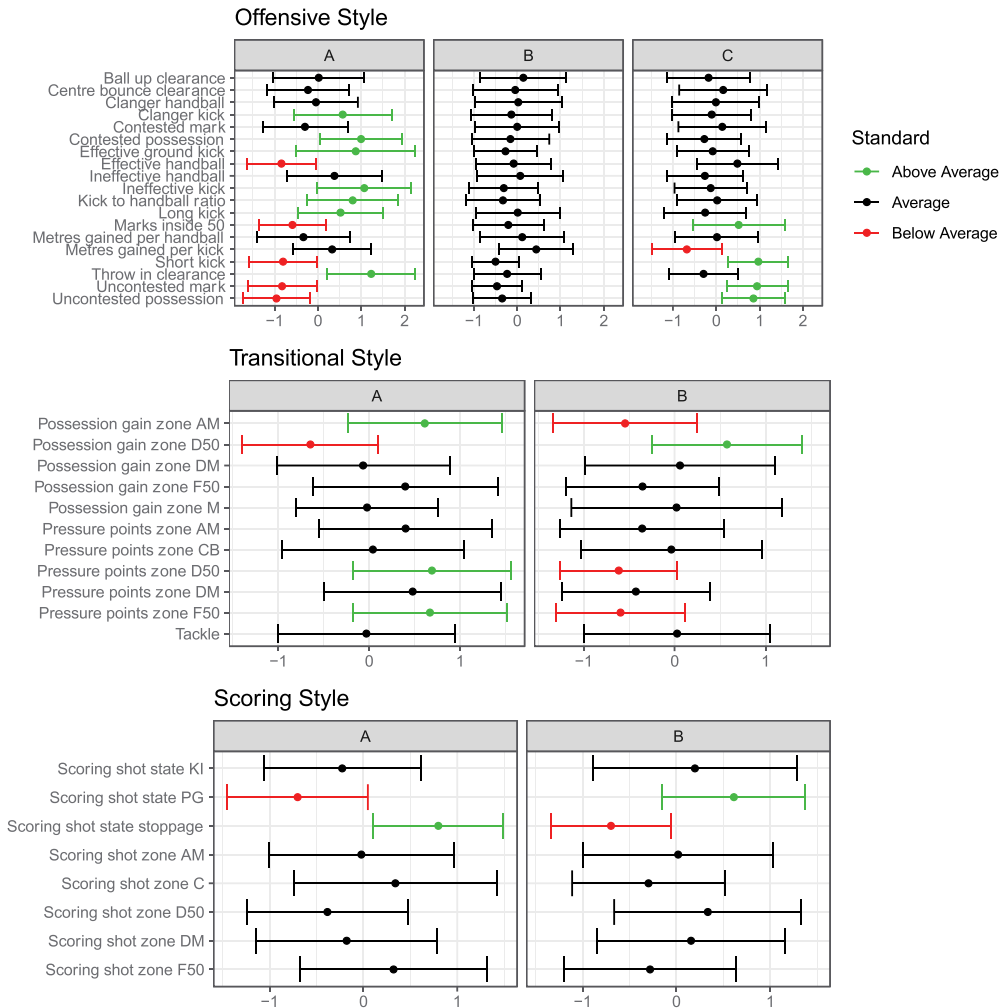 Offensive Style
A
B
C
Ball up clearance
Centre bounce clearance
Clanger handball
Clanger kick
Contested mark
Contested possession
Effective ground kick
Effective handball
Ineffective handball
Ineffective kick
Kick to handball ratio
Long kick
Marks inside 50
Metres gained per handball
Metres gained per kick
Short kick
Throw in clearance
Uncontested mark
Uncontested possession
−1 0 1 2
−1 0 1 2
−1 0 1 2
Standard
Above Average
Average
Below Average
Transitional Style
A
B
Possession gain zone AM
Possession gain zone D50
Possession gain zone DM
Possession gain zone F50
Possession gain zone M
Pressure points zone AM
Pressure points zone CB
Pressure points zone D50
Pressure points zone DM
Pressure points zone F50
Tackle
−1 0 1
−1 0 1
Scoring Style
A
B
Scoring shot state KI
Scoring shot state PG
Scoring shot state stoppage
Scoring shot zone AM
Scoring shot zone C
Scoring shot zone D50
Scoring shot zone DM
Scoring shot zone F50
−1 0 1
−1 0 1